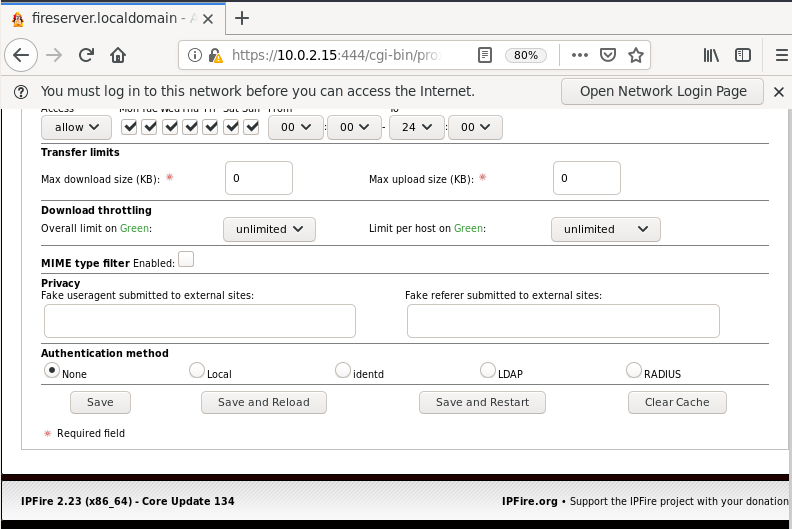 fireserver.localdomain - A
https://10.0.2.15:444/cgi-bin/pro 80%
You must log in to this network before you can access the Internet. Open Network Login Page
Access Mon Tue Wed Thu Fri Sat Sun From To
allow 00 : 00 - 24 : 00
Transfer limits
Max download size (KB): * 0 Max upload size (KB): * 0
Download throttling
Overall limit on Green: unlimited Limit per host on Green: unlimited
MIME type filter Enabled:
Privacy
Fake useragent submitted to external sites: Fake referer submitted to external sites:
Authentication method
None Local identd LDAP RADIUS
Save Save and Reload Save and Restart Clear Cache
* Required field
IPFire 2.23 (x86_64) - Core Update 134 IPFire.org • Support the IPFire project with your donation